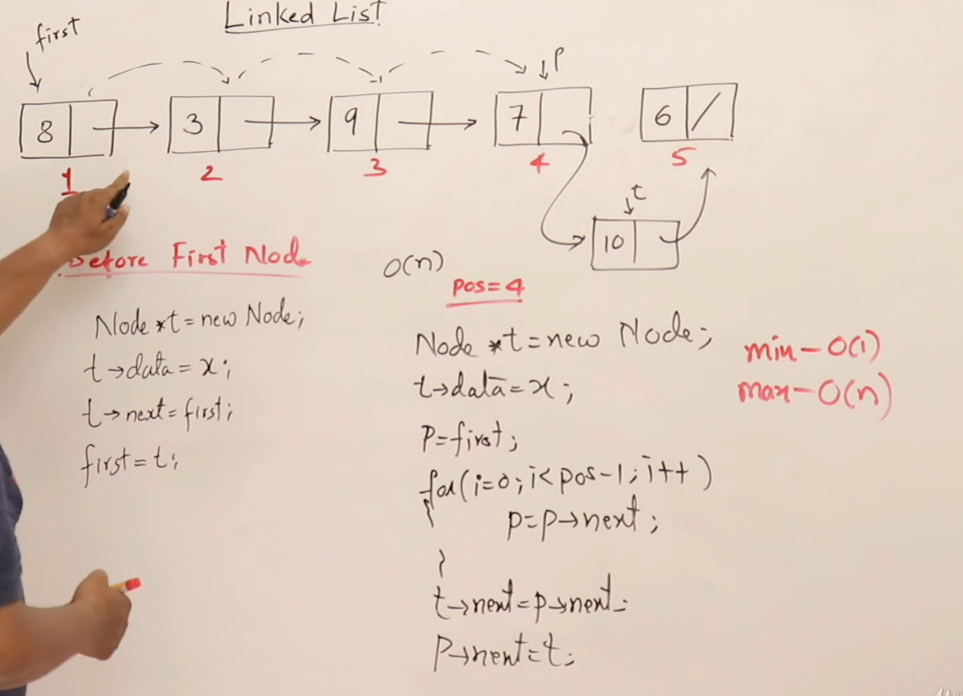 Linked List
first
p
8
3
9
7
6 /
1
2
3
4
5
t
10
Before First Node
Node *t=new Node;
t→data=x;
t→next=first;
first=t;
O(n)
pos=4
Node *t=new Node;
t→data=x;
P=first;
for(i=0;i<pos-1;i++)
{
p=p→next;
}
t→next=p→next;
P→next=t;
min-O(1)
max-O(n)